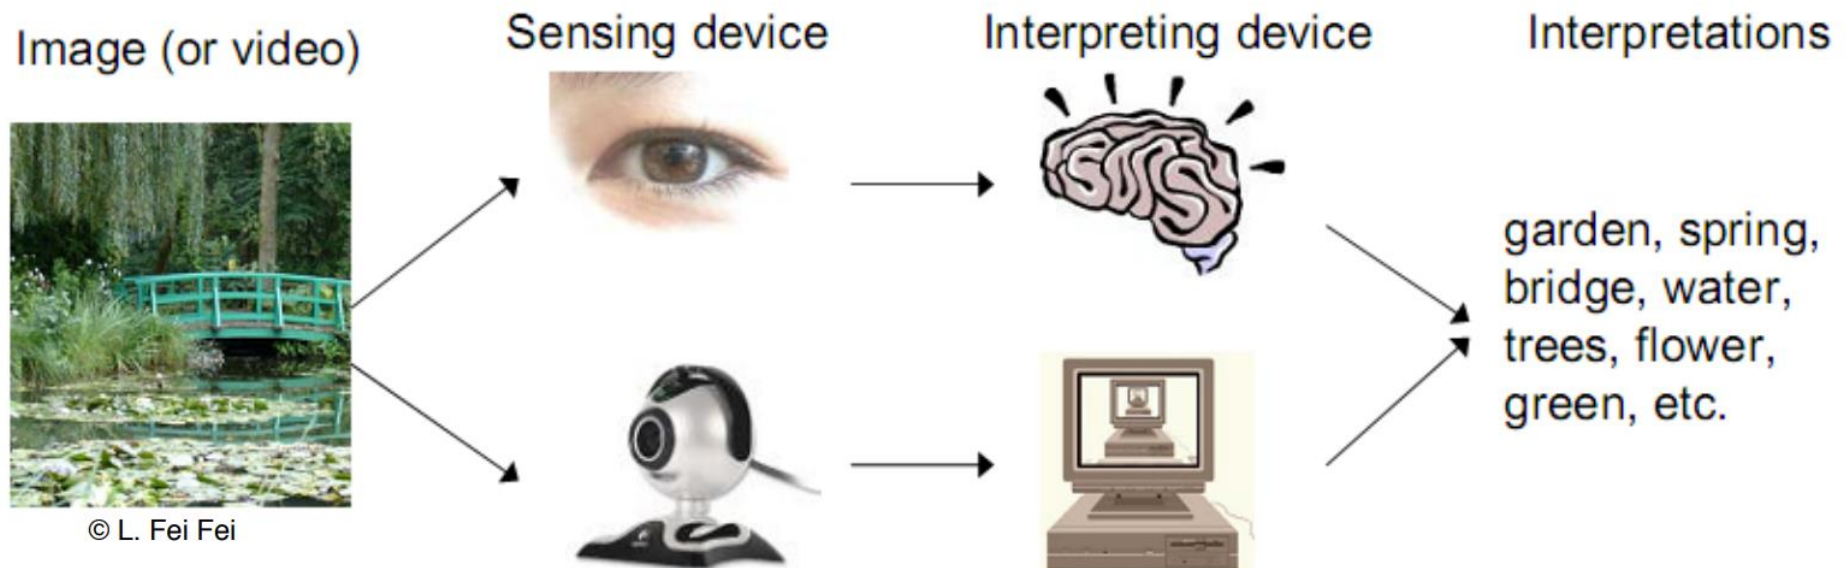 Image (or video)
Sensing device
Interpreting device
Interpretations
garden, spring,
bridge, water,
trees, flower,
green, etc.
© L. Fei Fei